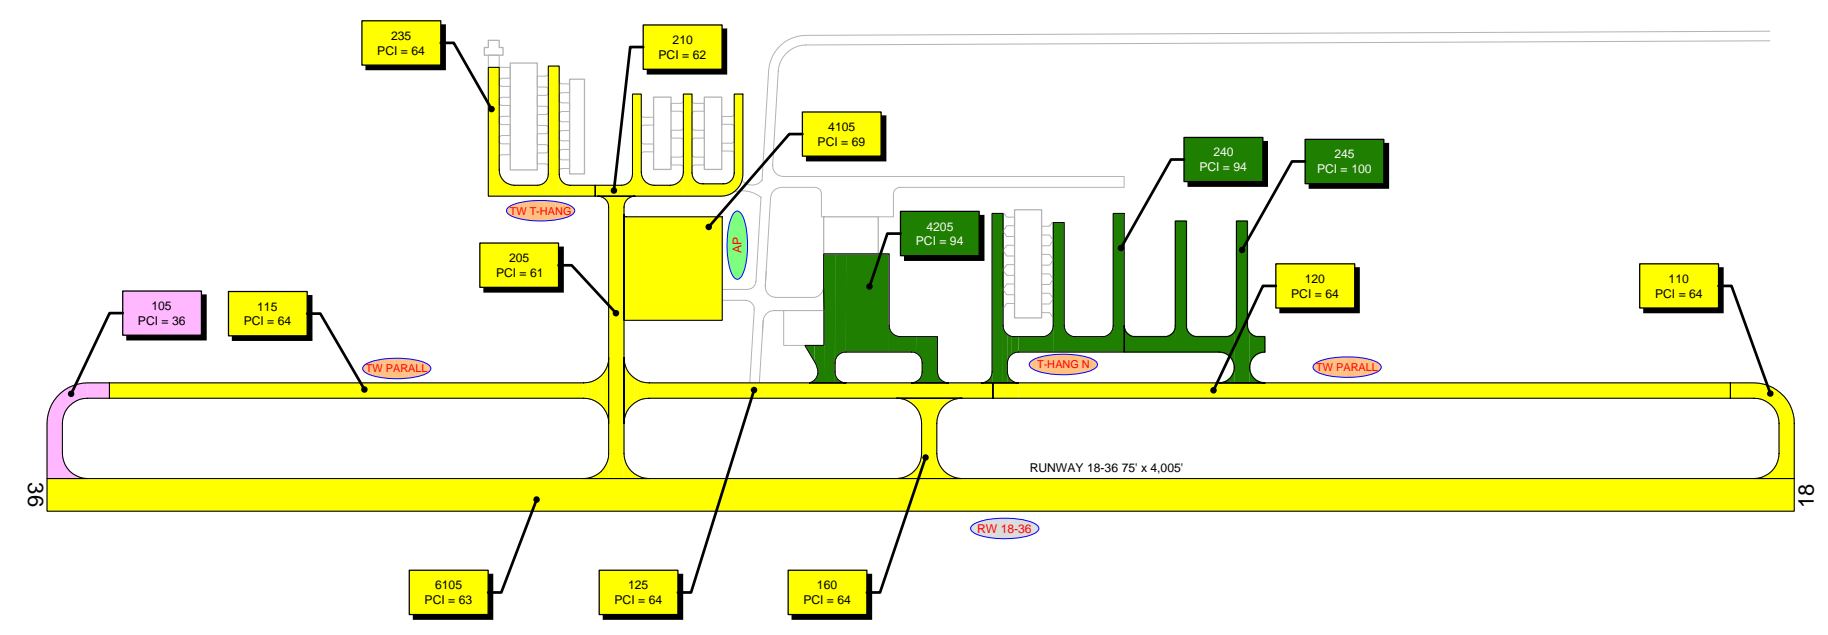 235
PCI = 64
210
PCI = 62
4105
PCI = 69
240
PCI = 94
245
PCI = 100
TW T-HANG
AP
4205
PCI = 94
205
PCI = 61
120
PCI = 64
110
PCI = 64
105
PCI = 36
115
PCI = 64
TW PARALL
T-HANG N
TW PARALL
RUNWAY 18-36 75' x 4,005'
36
18
RW 18-36
6105
PCI = 63
125
PCI = 64
160
PCI = 64